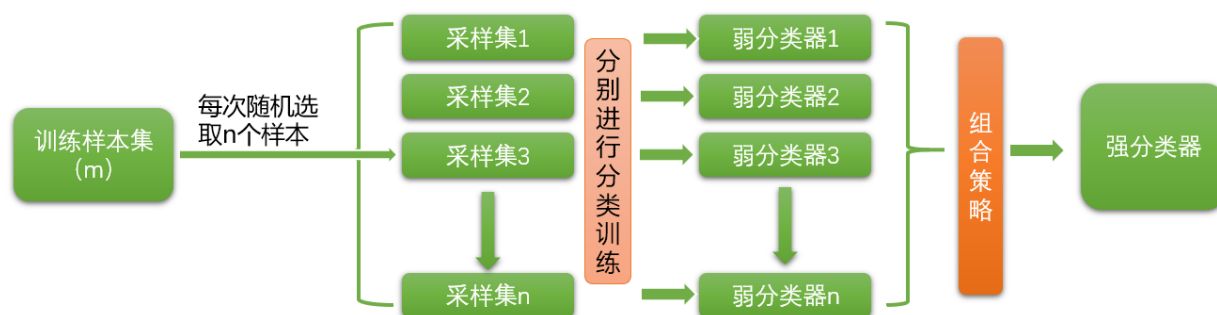 训练样本集
（m）
每次随机选
取n个样本
采样集1
采样集2
采样集3
采样集n
分别进行分类训练
弱分类器1
弱分类器2
弱分类器3
弱分类器n
组合策略
强分类器